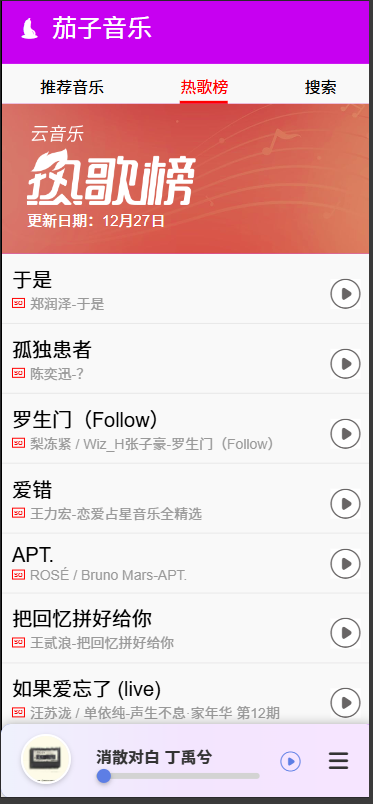 茄子音乐
推荐音乐 热歌榜 搜索
云音乐
热歌榜
更新日期：12月27日
于是
SQ 郑润泽-于是
孤独患者
SQ 陈奕迅-?
罗生门（Follow）
SQ 梨冻紧 / Wiz_H张子豪-罗生门（Follow）
爱错
SQ 王力宏-恋爱占星音乐全精选
APT.
SQ ROSÉ / Bruno Mars-APT.
把回忆拼好给你
SQ 王贰浪-把回忆拼好给你
如果爱忘了 (live)
SQ 汪苏泷 / 单依纯-声生不息·家年华 第12期
消散对白 丁禹兮